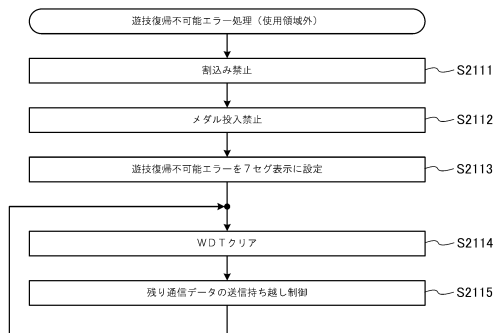 遊技復帰不可能エラー処理（使用領域外）
割込み禁止
S2111
メダル投入禁止
S2112
遊技復帰不可能エラーを７セグ表示に設定
S2113
ＷＤＴクリア
S2114
残り通信データの送信持ち越し制御
S2115